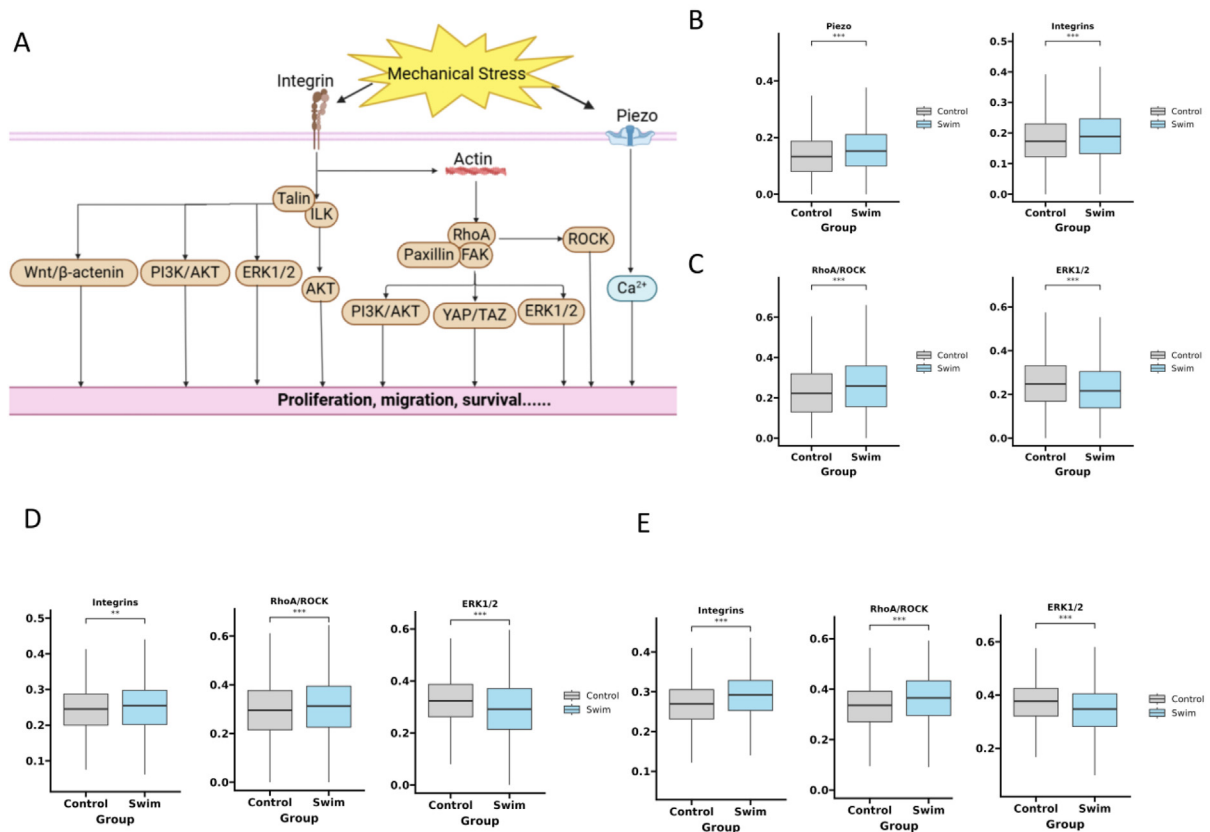 A
Mechanical Stress
Integrin
Piezo
Actin
Talin
ILK
RhoA
ROCK
Paxillin
FAK
Wnt/β-actenin
PI3K/AKT
ERK1/2
AKT
Ca²⁺
PI3K/AKT
YAP/TAZ
ERK1/2
Proliferation, migration, survival......
B
Piezo
***
0.4
0.2
0.0
Control
Swim
Group
Control
Swim
Integrins
***
0.5
0.4
0.3
0.2
0.1
0.0
Control
Swim
Group
Control
Swim
C
RhoA/ROCK
***
0.6
0.4
0.2
0.0
Control
Swim
Group
Control
Swim
ERK1/2
***
0.6
0.4
0.2
0.0
Control
Swim
Group
Control
Swim
D
Integrins
**
0.5
0.4
0.3
0.2
0.1
Control
Swim
Group
RhoA/ROCK
***
0.6
0.4
0.2
0.0
Control
Swim
Group
ERK1/2
***
0.6
0.4
0.2
0.0
Control
Swim
Group
Control
Swim
E
Integrins
***
0.4
0.3
0.2
0.1
Control
Swim
Group
RhoA/ROCK
***
0.6
0.4
0.2
0.0
Control
Swim
Group
ERK1/2
***
0.6
0.4
0.2
Control
Swim
Group
Control
Swim